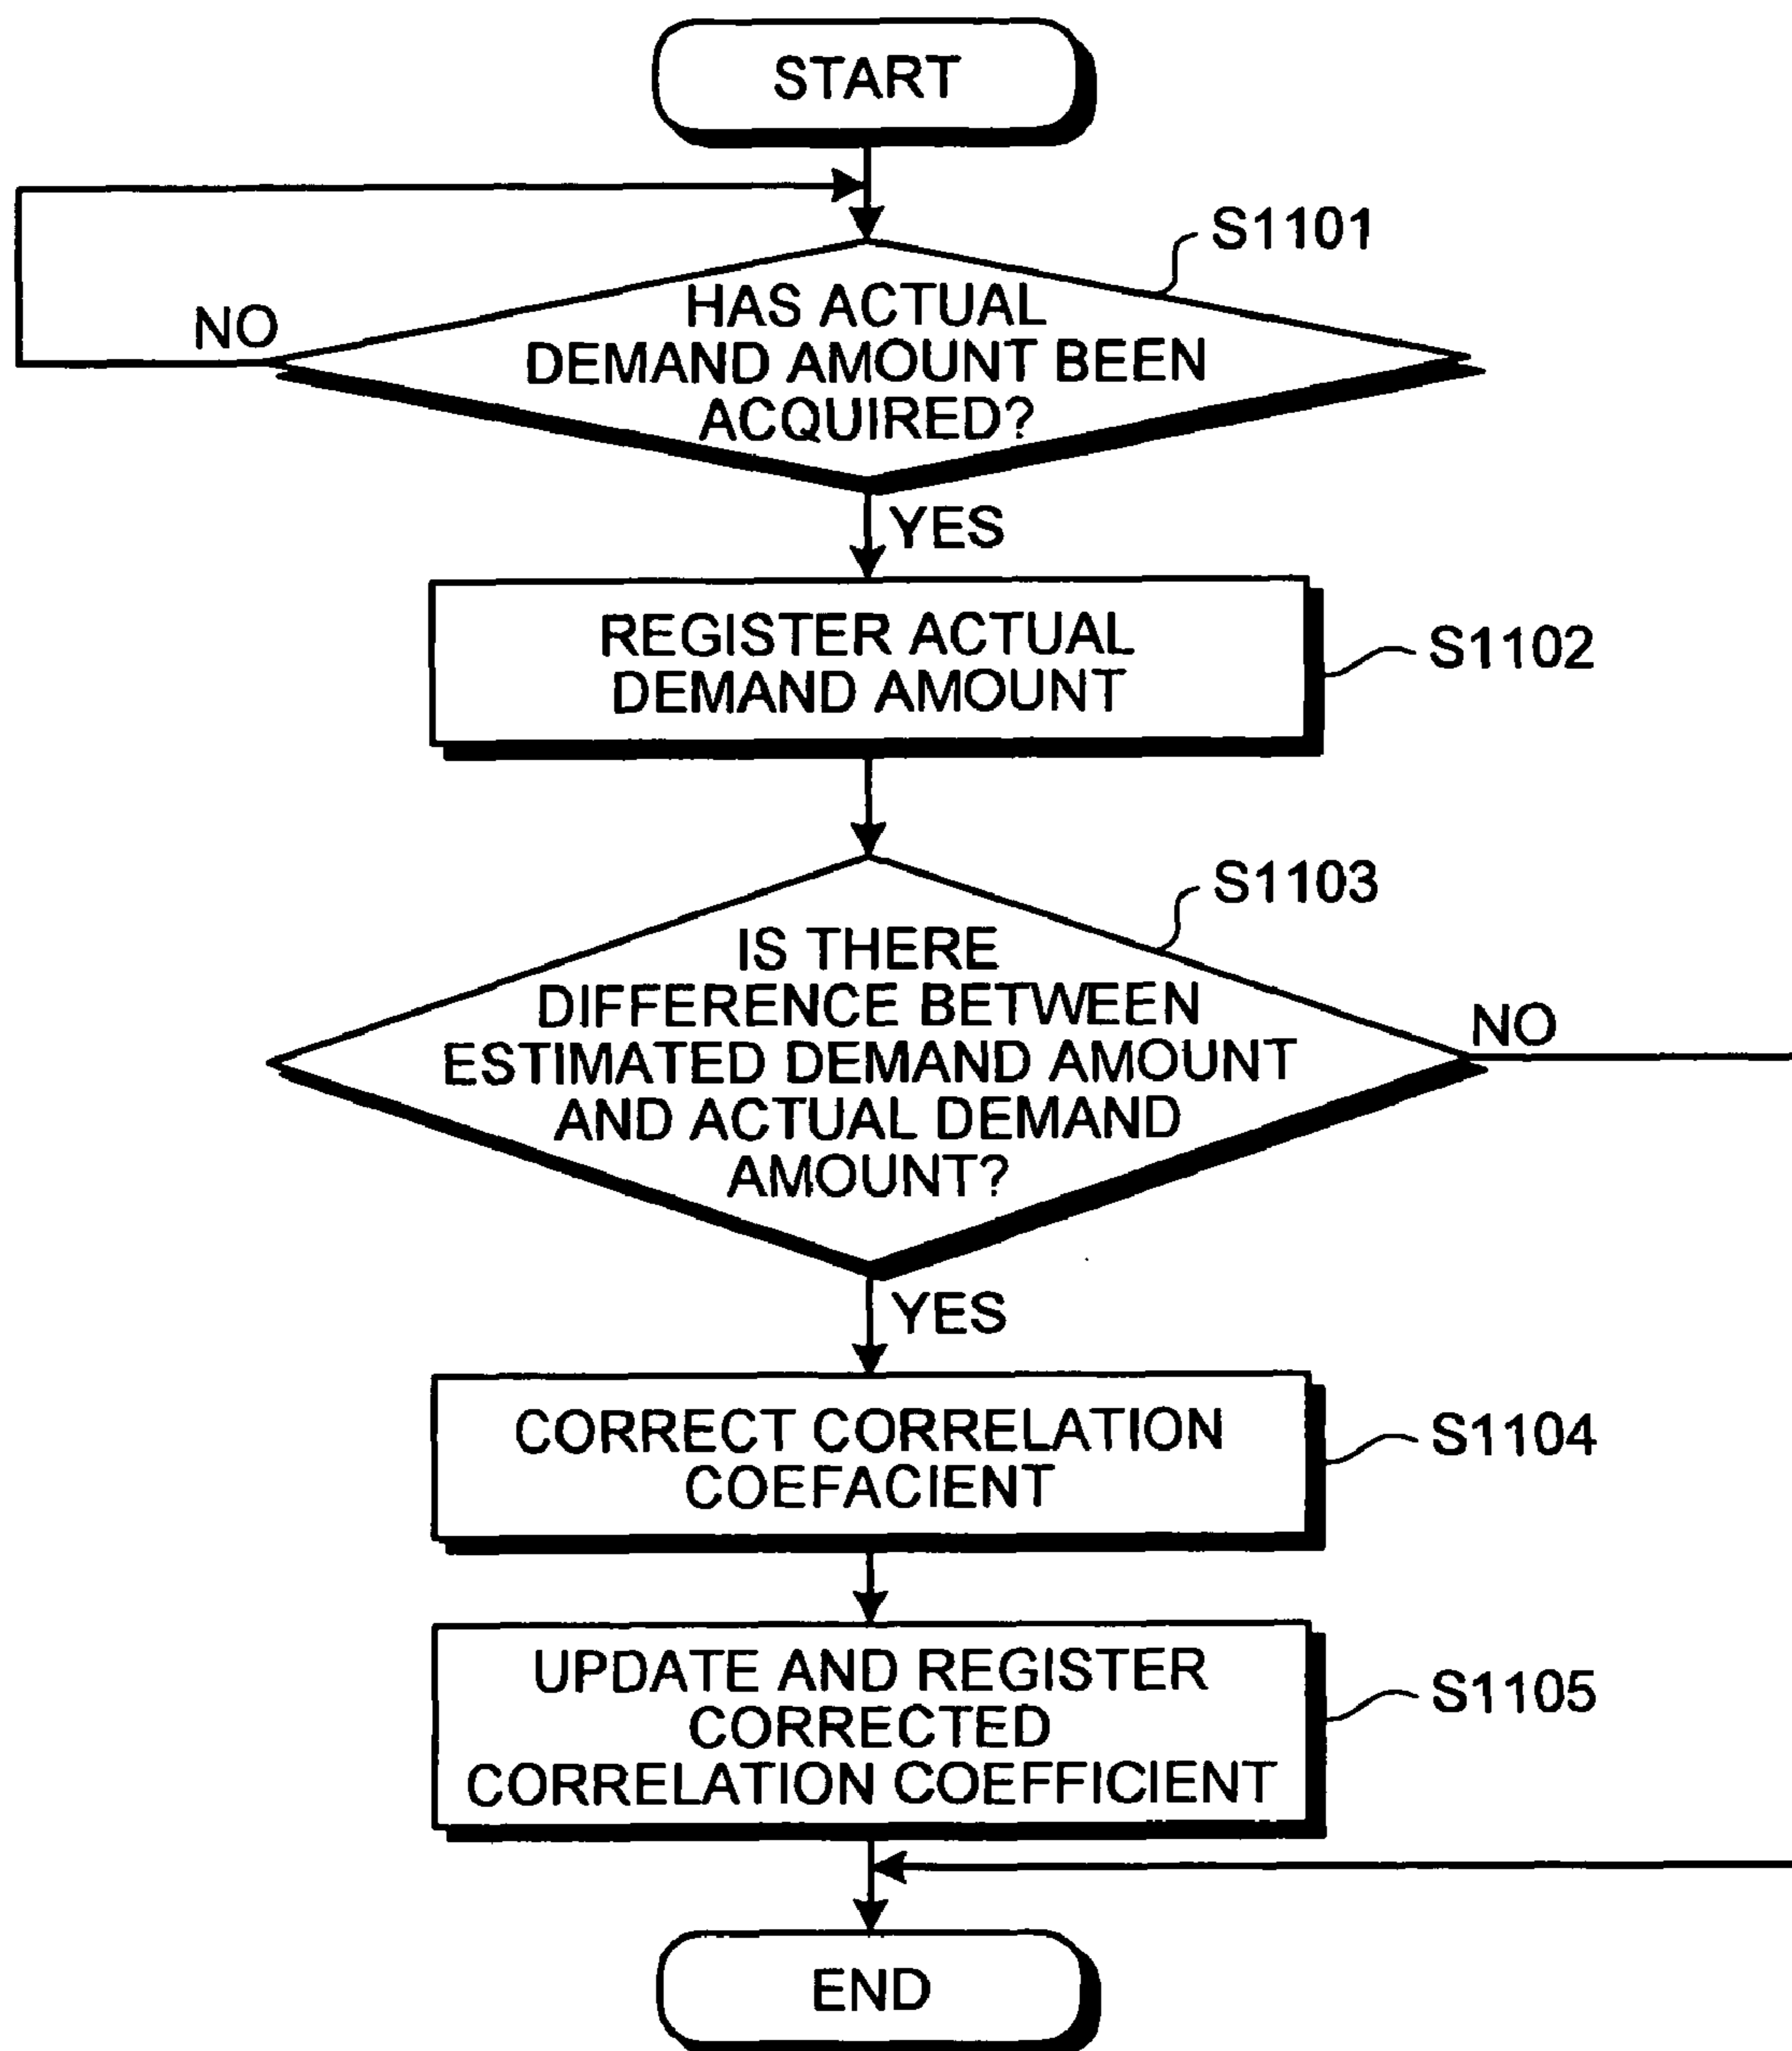 START
S1101
HAS ACTUAL
NO
DEMAND AMOUNT BEEN
ACQUIRED?
YES
REGISTER ACTUAL
DEMAND AMOUNT
S1102
S1103
IS THERE
DIFFERENCE BETWEEN
NO
ESTIMATED DEMAND AMOUNT
AND ACTUAL DEMAND
AMOUNT?
YES
CORRECT CORRELATION
COEFACIENT
S1104
UPDATE AND REGISTER
CORRECTED
CORRELATION COEFFICIENT
S1105
END